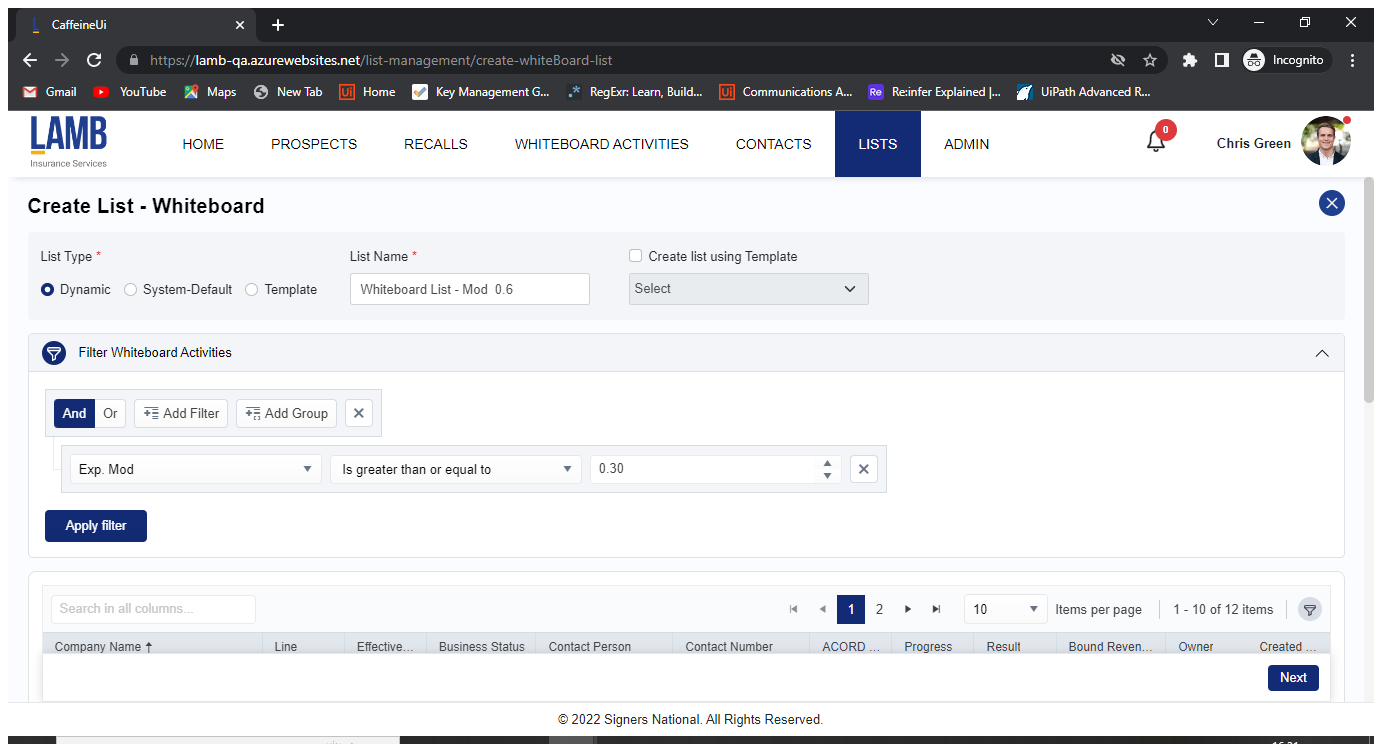 CaffeineUi
https://lamb-qa.azurewebsites.net/list-management/create-whiteBoard-list
Incognito
Gmail YouTube Maps New Tab Home Key Management G... RegExr: Learn, Build... Communications A... Re:infer Explained |... UiPath Advanced R...
LAMB
Insurance Services
HOME PROSPECTS RECALLS WHITEBOARD ACTIVITIES CONTACTS LISTS ADMIN
0
Chris Green
Create List - Whiteboard
List Type * List Name * Create list using Template
Dynamic System-Default Template Whiteboard List - Mod 0.6 Select
Filter Whiteboard Activities
And Or Add Filter Add Group
Exp. Mod Is greater than or equal to 0.30
Apply filter
Search in all columns... 1 2 10 Items per page 1 - 10 of 12 items
Company Name Line Effective... Business Status Contact Person Contact Number ACORD ... Progress Result Bound Reven... Owner Created ...
Next
© 2022 Signers National. All Rights Reserved.